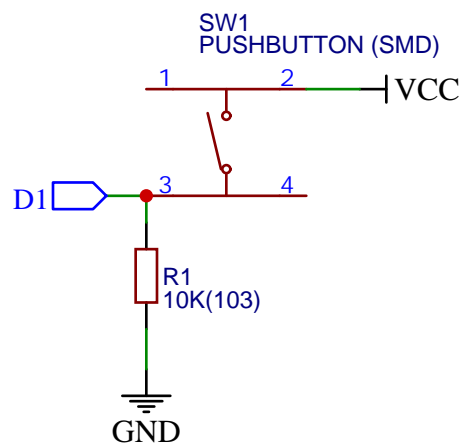 SW1
PUSHBUTTON (SMD)
1 2
VCC
3 4
D1
R1
10K(103)
GND